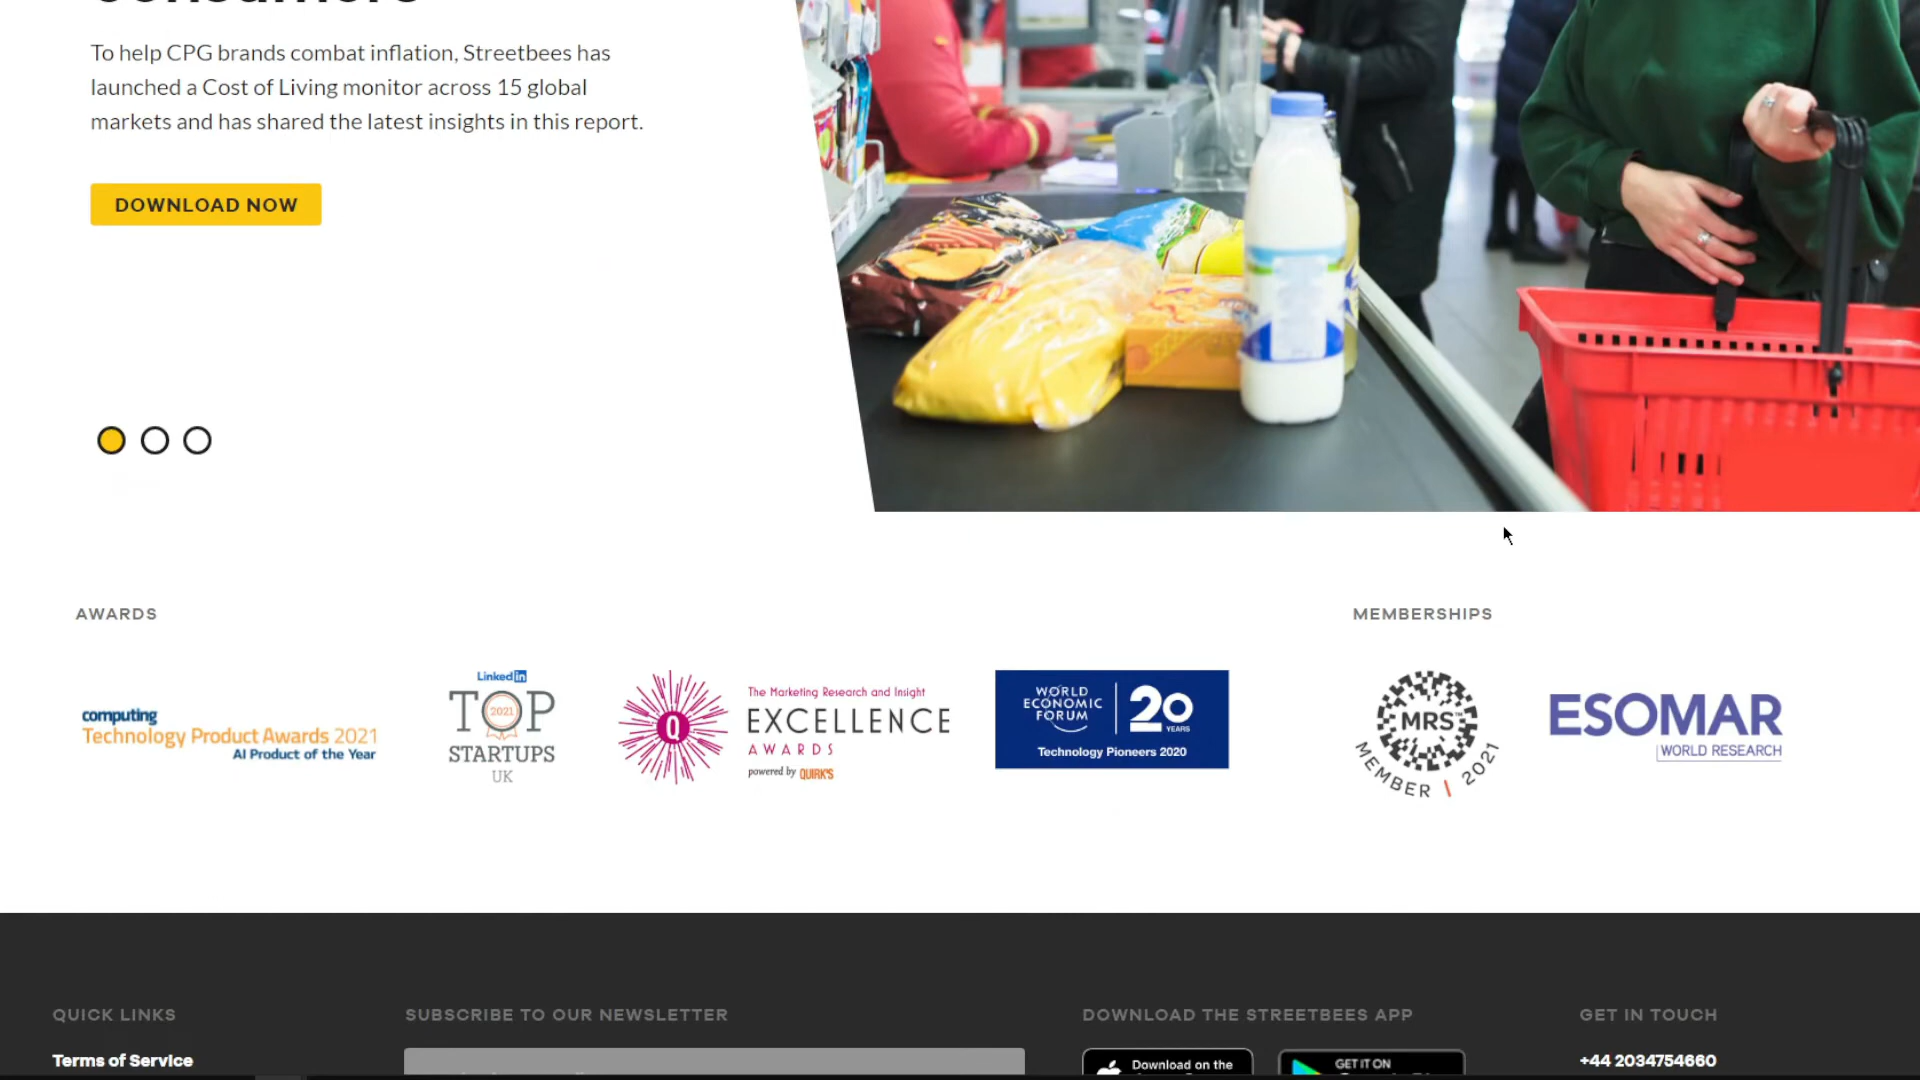 To help CPG brands combat inflation, Streetbees has
launched a Cost of Living monitor across 15 global
markets and has shared the latest insights in this report.
DOWNLOAD NOW
AWARDS
MEMBERSHIPS
computing
Technology Product Awards 2021
AI Product of the Year
Linkedin
TOP
2021
STARTUPS
UK
Q
The Marketing Research and Insight
EXCELLENCE
AWARDS
powered by QUIRK'S
WORLD
ECONOMIC
FORUM
20
YEARS
Technology Pioneers 2020
MRS™
MEMBER \ 2021
ESOMAR
WORLD RESEARCH
QUICK LINKS
SUBSCRIBE TO OUR NEWSLETTER
DOWNLOAD THE STREETBEES APP
GET IN TOUCH
Terms of Service
Download on the
GET IT ON
+44 2034754660